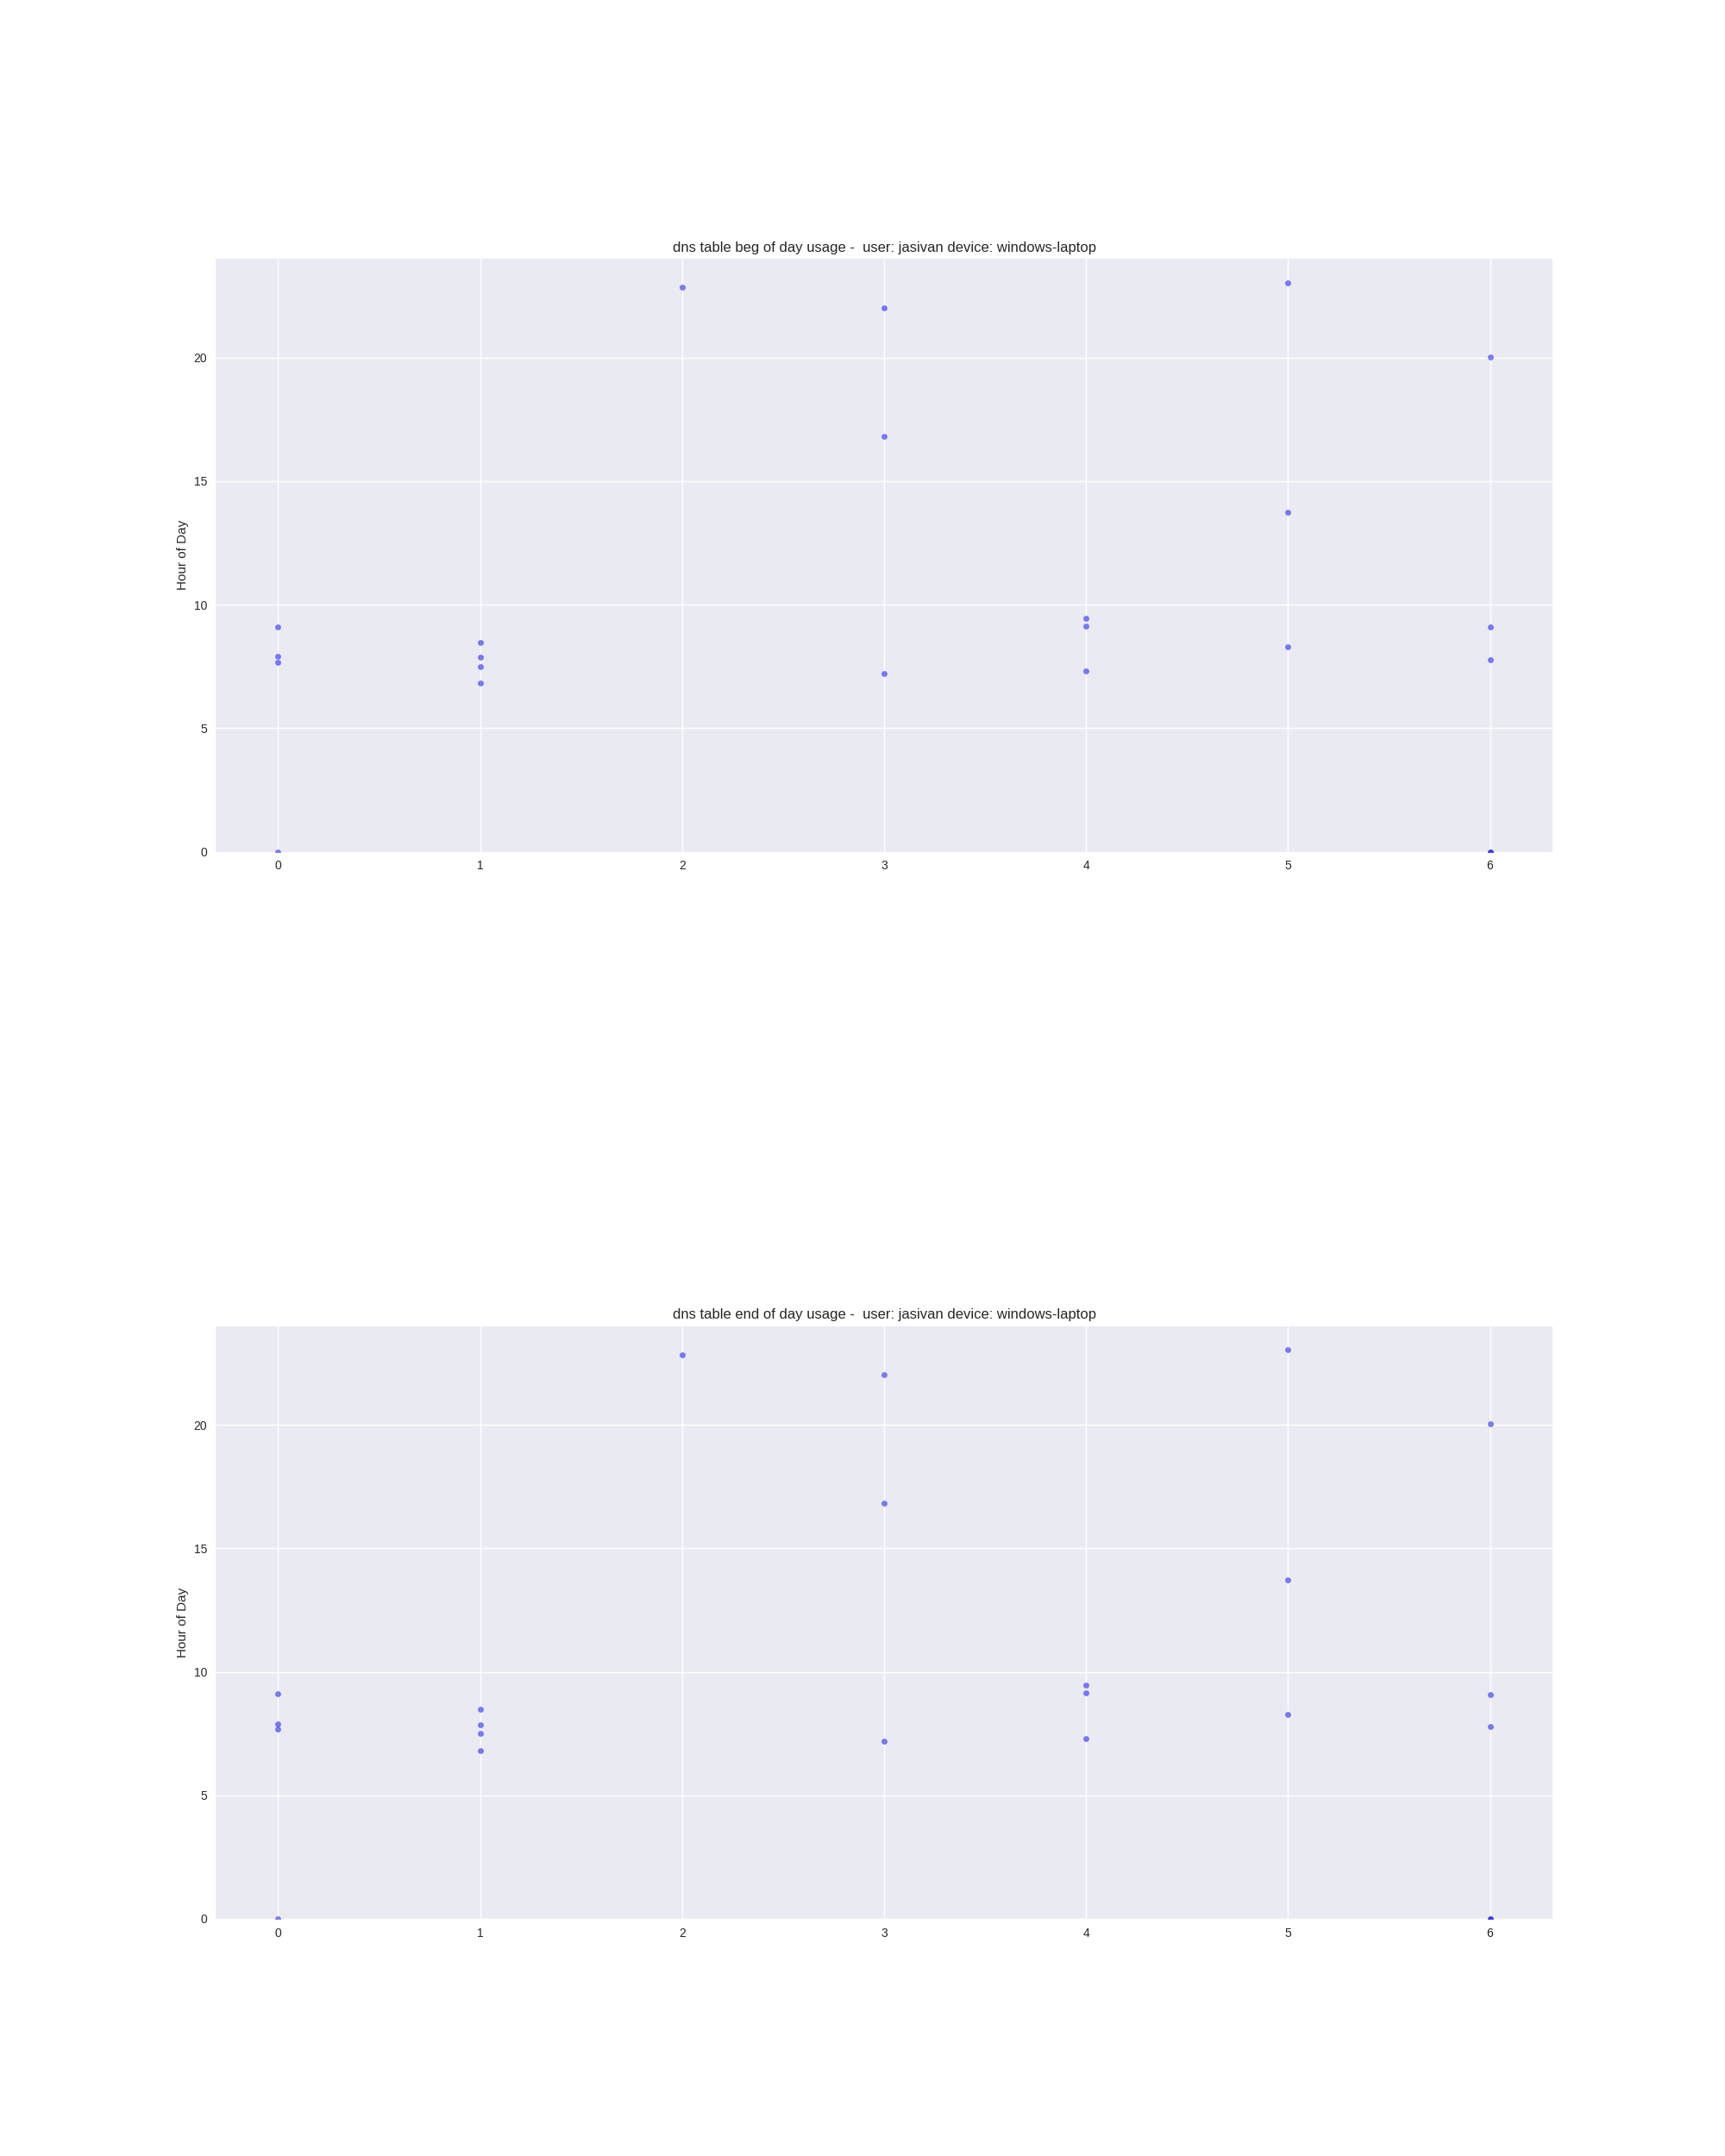 dns table beg of day usage -  user: jasivan device: windows-laptop
Hour of Day
20
15
10
5
0
0 1 2 3 4 5 6
dns table end of day usage -  user: jasivan device: windows-laptop
Hour of Day
20
15
10
5
0
0 1 2 3 4 5 6